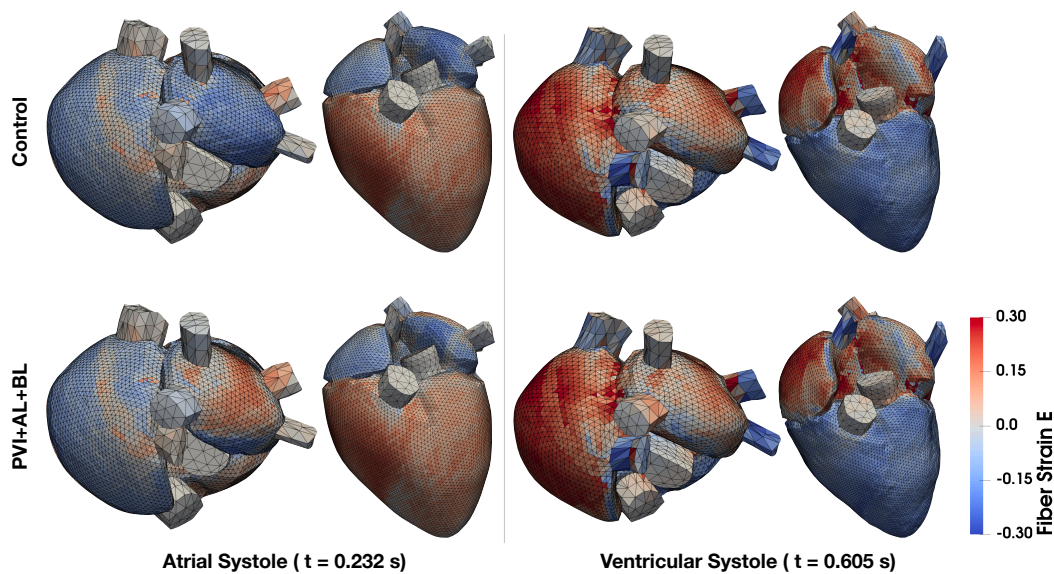 Control
PVI+AL+BL
0.30
0.15
0.0
-0.15
-0.30
Fiber Strain E
Atrial Systole ( t = 0.232 s)
Ventricular Systole ( t = 0.605 s)